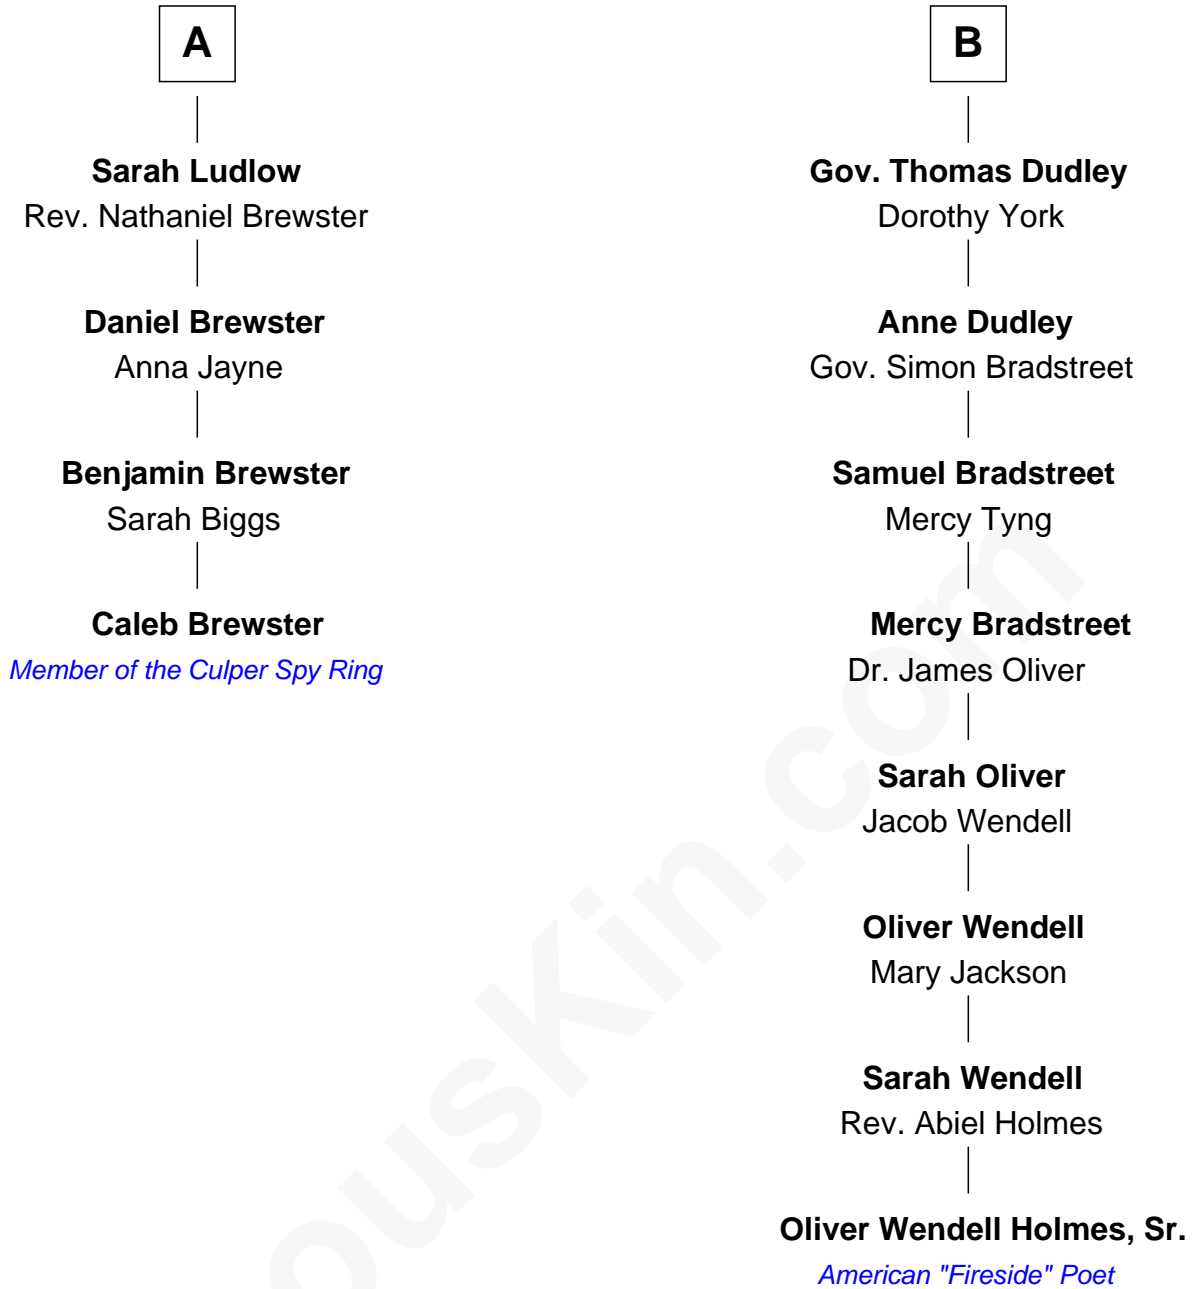 A
Sarah Ludlow
Rev. Nathaniel Brewster
Daniel Brewster
Anna Jayne
Benjamin Brewster
Sarah Biggs
Caleb Brewster
Member of the Culper Spy Ring
B
Gov. Thomas Dudley
Dorothy York
Anne Dudley
Gov. Simon Bradstreet
Samuel Bradstreet
Mercy Tyng
Mercy Bradstreet
Dr. James Oliver
Sarah Oliver
Jacob Wendell
Oliver Wendell
Mary Jackson
Sarah Wendell
Rev. Abiel Holmes
Oliver Wendell Holmes, Sr.
American "Fireside" Poet
ousKin.com